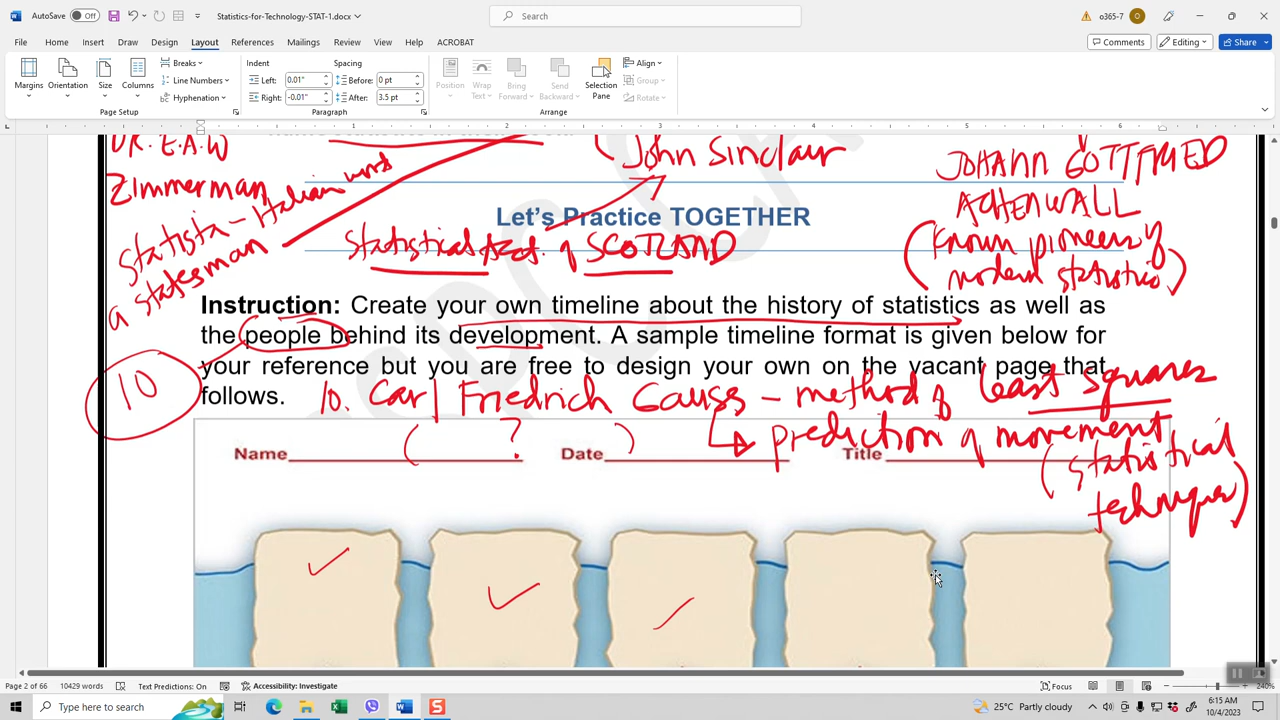 AutoSave Off Statistics-for-Technology-STAT-1.docx Search o365-7
File Home Insert Draw Design Layout References Mailings Review View Help ACROBAT Comments Editing Share
Margins Orientation Size Columns Breaks Line Numbers Hyphenation
Indent Left: 0.01" Right: -0.01"
Spacing Before: 0 pt After: 3.5 pt
Position Wrap Text Bring Forward Send Backward Selection Pane Align Group Rotate
Page Setup Paragraph Arrange
DR. E.A.W
Zimmerman
John Sinclair
JOHANN GOTTFRIED
ACHENWALL
(known pioneer of
modern statistics)
statista - Italian word
a statesman
Let's Practice TOGETHER
Statistical of SCOTLAND
Instruction: Create your own timeline about the history of statistics as well as
the people behind its development. A sample timeline format is given below for
your reference but you are free to design your own on the vacant page that
follows.
10
10. Carl Friedrich Gauss - method of least squares
( ? )
prediction of movement
(statistical
techniques)
Name Date Title
Page 2 of 66 10429 words Text Predictions: On Accessibility: Investigate Focus 240%
Type here to search 25°C Partly cloudy 6:15 AM
10/4/2023